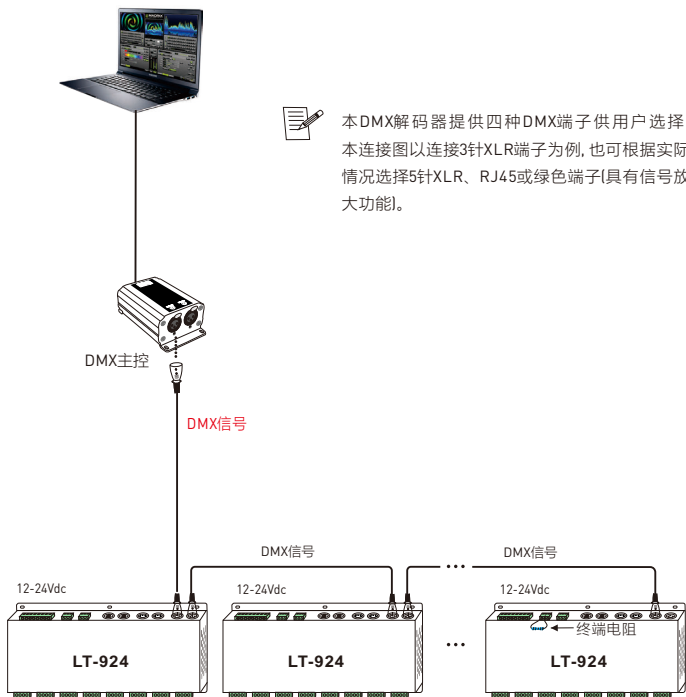 本DMX解码器提供四种DMX端子供用户选择
本连接图以连接3针XLR端子为例, 也可根据实际
情况选择5针XLR、RJ45或绿色端子(具有信号放
大功能)。
DMX主控
DMX信号
DMX信号
DMX信号
12-24Vdc
12-24Vdc
12-24Vdc
终端电阻
LT-924
LT-924
LT-924